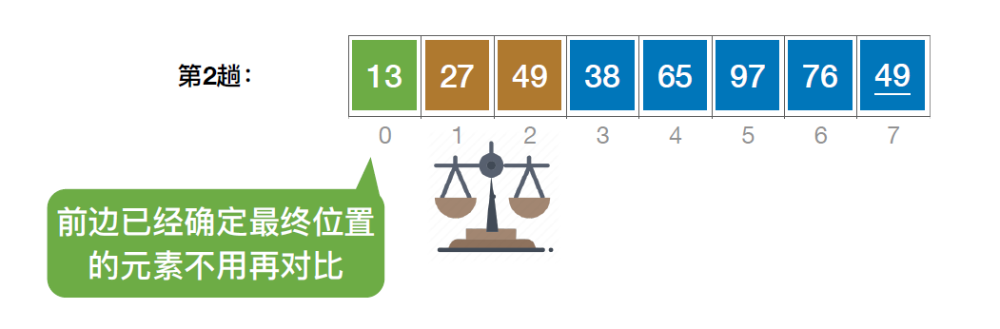 第2趟：
13 27 49 38 65 97 76 49
0 1 2 3 4 5 6 7
前边已经确定最终位置
的元素不用再对比